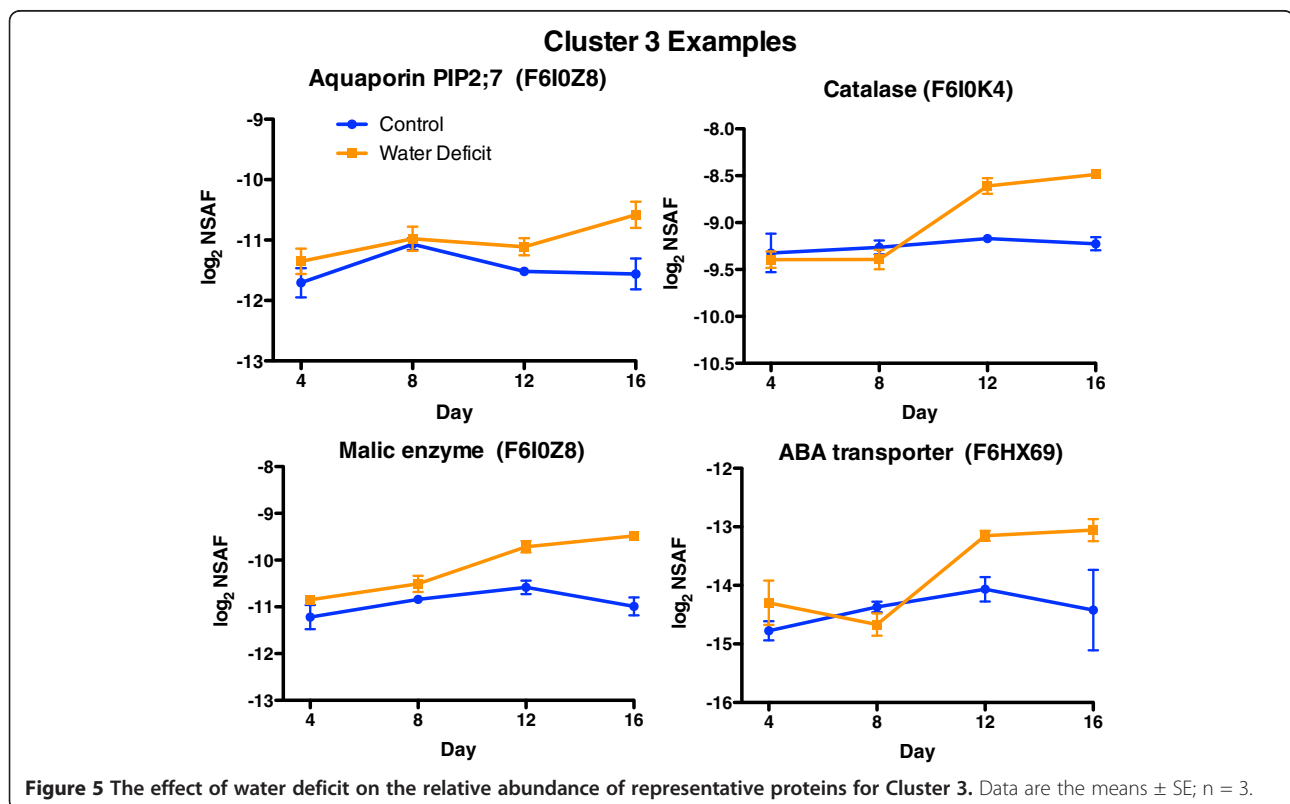 Cluster 3 Examples
Aquaporin PIP2;7 (F6I0Z8)
Control
Water Deficit
log2 NSAF
-9
-10
-11
-12
-13
4 8 12 16
Day
Catalase (F6I0K4)
log2 NSAF
-8.0
-8.5
-9.0
-9.5
-10.0
-10.5
4 8 12 16
Day
Malic enzyme (F6I0Z8)
log2 NSAF
-8
-9
-10
-11
-12
-13
4 8 12 16
Day
ABA transporter (F6HX69)
log2 NSAF
-12
-13
-14
-15
-16
4 8 12 16
Day
Figure 5 The effect of water deficit on the relative abundance of representative proteins for Cluster 3. Data are the means ± SE; n = 3.